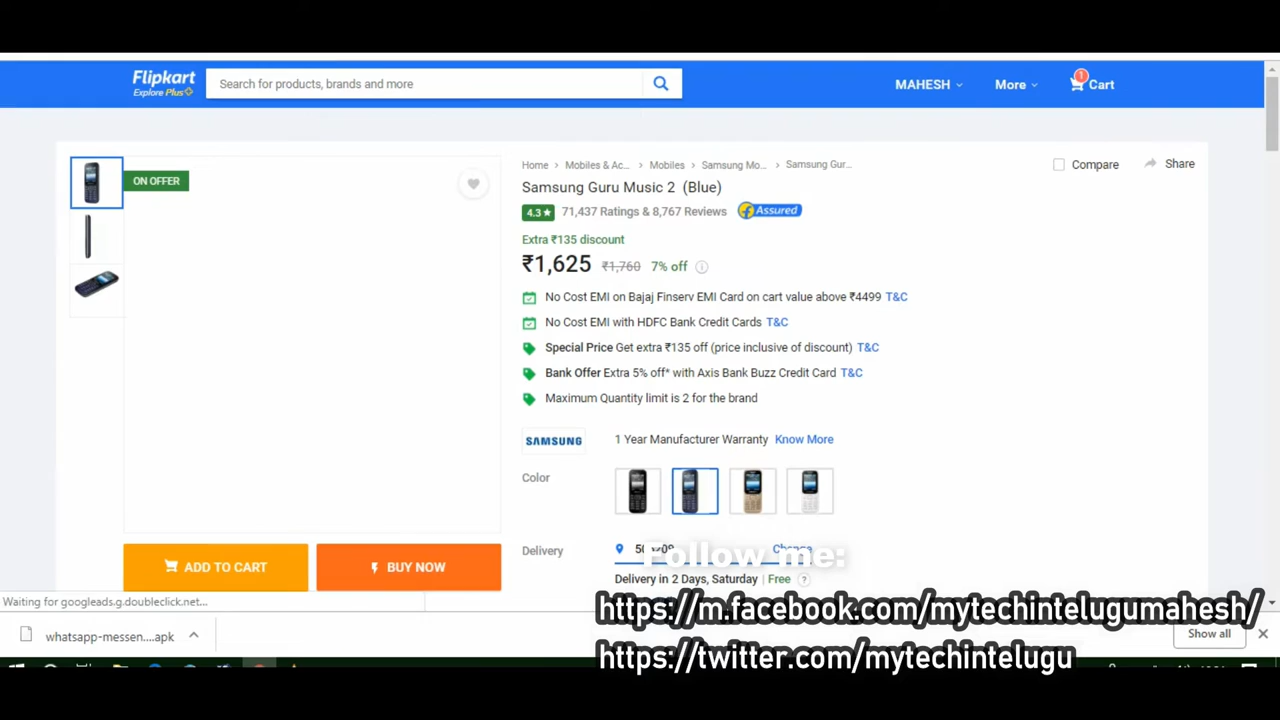 Flipkart
Explore Plus
Search for products, brands and more
MAHESH
More
1
Cart
ON OFFER
Home > Mobiles & Ac... > Mobiles > Samsung Mo... > Samsung Gur...
Compare
Share
Samsung Guru Music 2 (Blue)
4.3★ 71,437 Ratings & 8,767 Reviews Assured
Extra ₹135 discount
₹1,625 ₹1,760 7% off
No Cost EMI on Bajaj Finserv EMI Card on cart value above ₹4499 T&C
No Cost EMI with HDFC Bank Credit Cards T&C
Special Price Get extra ₹135 off (price inclusive of discount) T&C
Bank Offer Extra 5% off* with Axis Bank Buzz Credit Card T&C
Maximum Quantity limit is 2 for the brand
SAMSUNG
1 Year Manufacturer Warranty Know More
Color
Delivery
Change
Follow me:
ADD TO CART
BUY NOW
Delivery in 2 Days, Saturday | Free ?
Waiting for googleads.g.doubleclick.net...
https://m.facebook.com/mytechintelugumahesh/
whatsapp-messen....apk
Show all
https://twitter.com/mytechintelugu